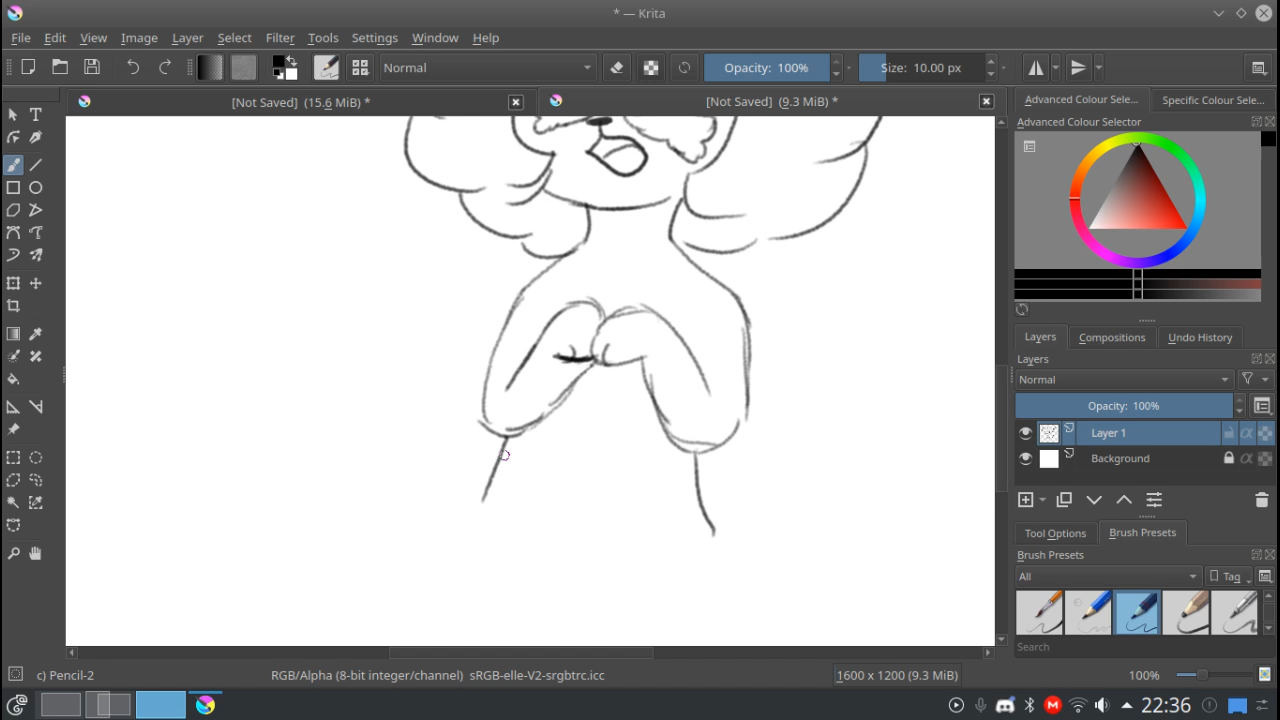 * — Krita
File Edit View Image Layer Select Filter Tools Settings Window Help
Normal Opacity: 100% Size: 10.00 px
[Not Saved] (15.6 MiB) * [Not Saved] (9.3 MiB) *
Advanced Colour Sele... Specific Colour Sele...
Advanced Colour Selector
Layers Compositions Undo History
Layers
Normal
Opacity: 100%
Layer 1
Background
Tool Options Brush Presets
Brush Presets
All Tag
Search
c) Pencil-2 RGB/Alpha (8-bit integer/channel) sRGB-elle-V2-srgbtrc.icc 1600 x 1200 (9.3 MiB) 100%
22:36